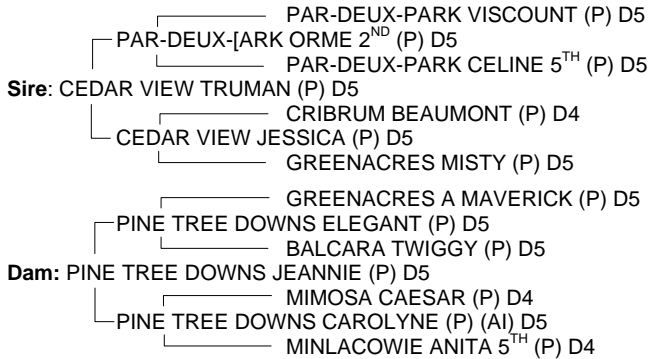 PAR-DEUX-PARK VISCOUNT (P) D5
PAR-DEUX-[ARK ORME 2ND (P) D5
PAR-DEUX-PARK CELINE 5TH (P) D5
Sire: CEDAR VIEW TRUMAN (P) D5
CRIBRUM BEAUMONT (P) D4
CEDAR VIEW JESSICA (P) D5
GREENACRES MISTY (P) D5
GREENACRES A MAVERICK (P) D5
PINE TREE DOWNS ELEGANT (P) D5
BALCARA TWIGGY (P) D5
Dam: PINE TREE DOWNS JEANNIE (P) D5
MIMOSA CAESAR (P) D4
PINE TREE DOWNS CAROLYNE (P) (AI) D5
MINLACOWIE ANITA 5TH (P) D4